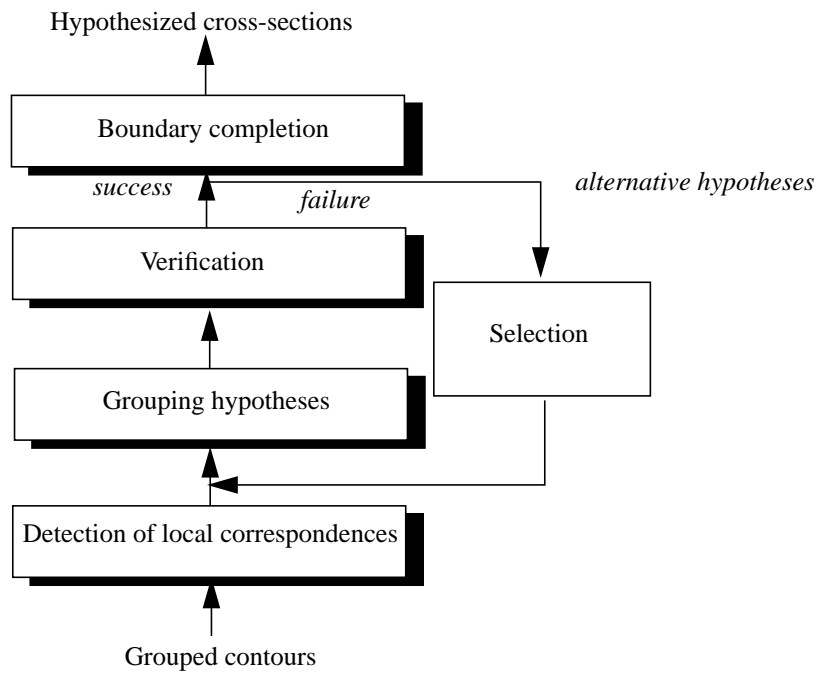 Hypothesized cross-sections
Boundary completion
success
failure
alternative hypotheses
Verification
Selection
Grouping hypotheses
Detection of local correspondences
Grouped contours